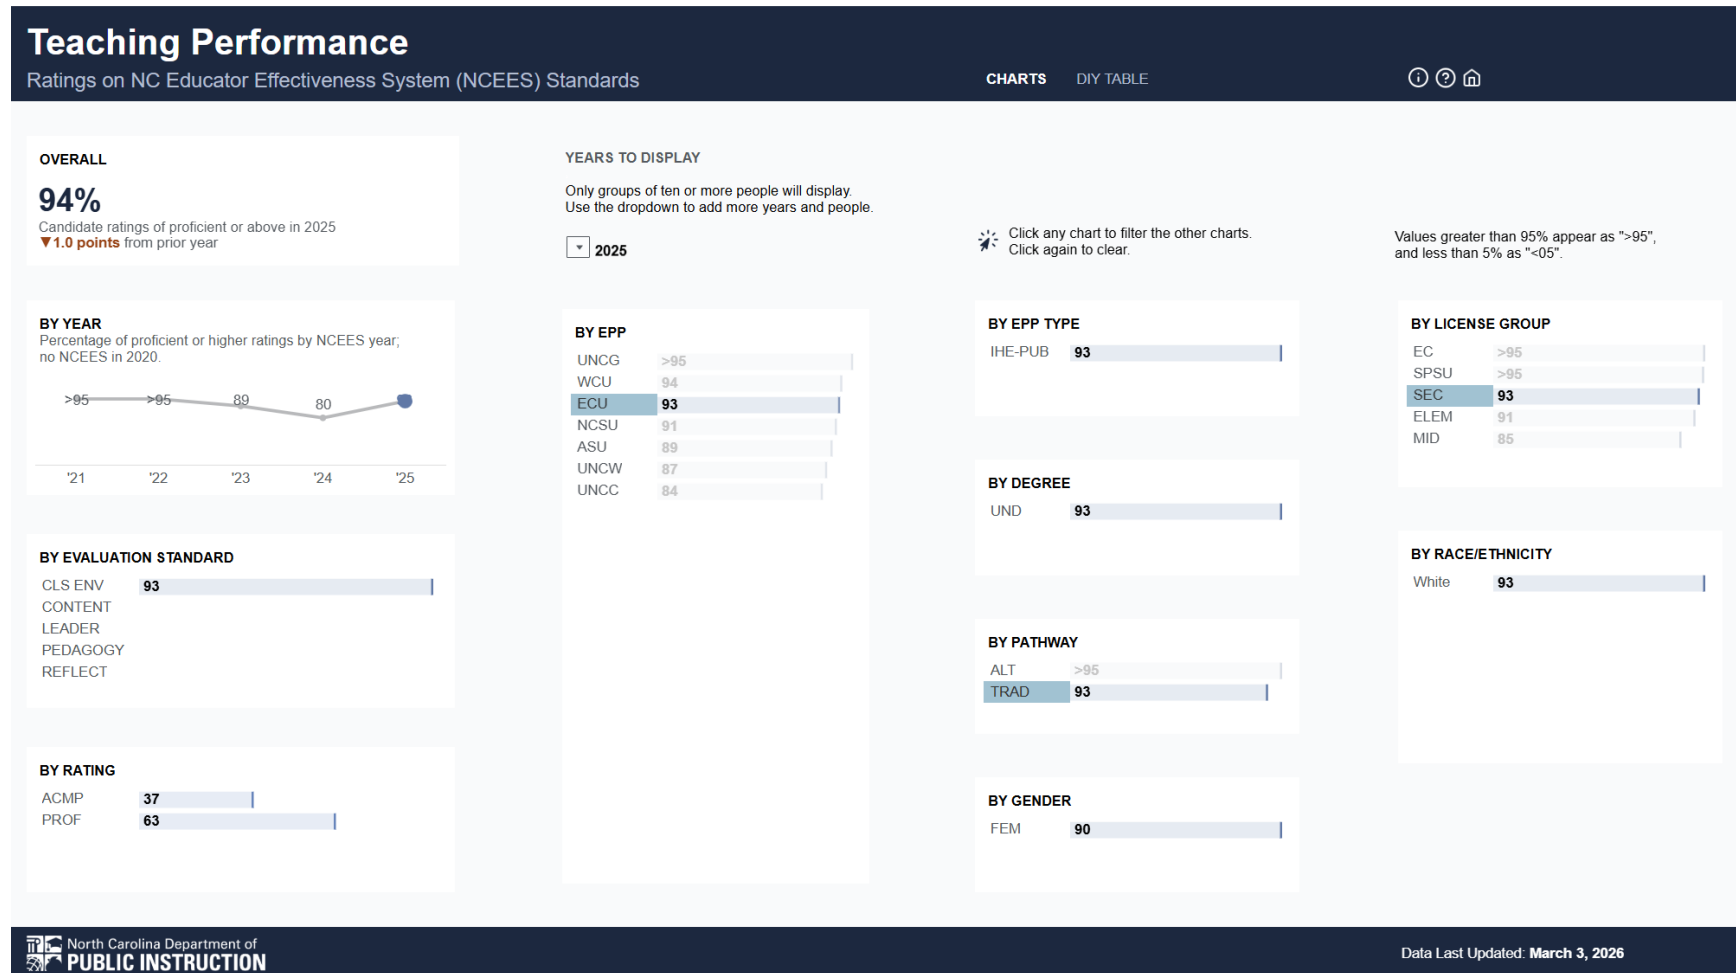 Teaching Performance
Ratings on NC Educator Effectiveness System (NCEES) Standards
CHARTS
DIY TABLE
OVERALL
94%
Candidate ratings of proficient or above in 2025
▼1.0 points from prior year
YEARS TO DISPLAY
Only groups of ten or more people will display.
Use the dropdown to add more years and people.
2025
Click any chart to filter the other charts.
Click again to clear.
Values greater than 95% appear as ">95",
and less than 5% as "<05".
BY YEAR
Percentage of proficient or higher ratings by NCEES year;
no NCEES in 2020.
>95 >95 89 80
'21 '22 '23 '24 '25
BY EVALUATION STANDARD
CLS ENV 93
CONTENT
LEADER
PEDAGOGY
REFLECT
BY RATING
ACMP 37
PROF 63
BY EPP
UNCG >95
WCU 94
ECU 93
NCSU 91
ASU 89
UNCW 87
UNCC 84
BY EPP TYPE
IHE-PUB 93
BY DEGREE
UND 93
BY PATHWAY
ALT >95
TRAD 93
BY GENDER
FEM 90
BY LICENSE GROUP
EC >95
SPSU >95
SEC 93
ELEM 91
MID 85
BY RACE/ETHNICITY
White 93
North Carolina Department of
PUBLIC INSTRUCTION
Data Last Updated: March 3, 2026